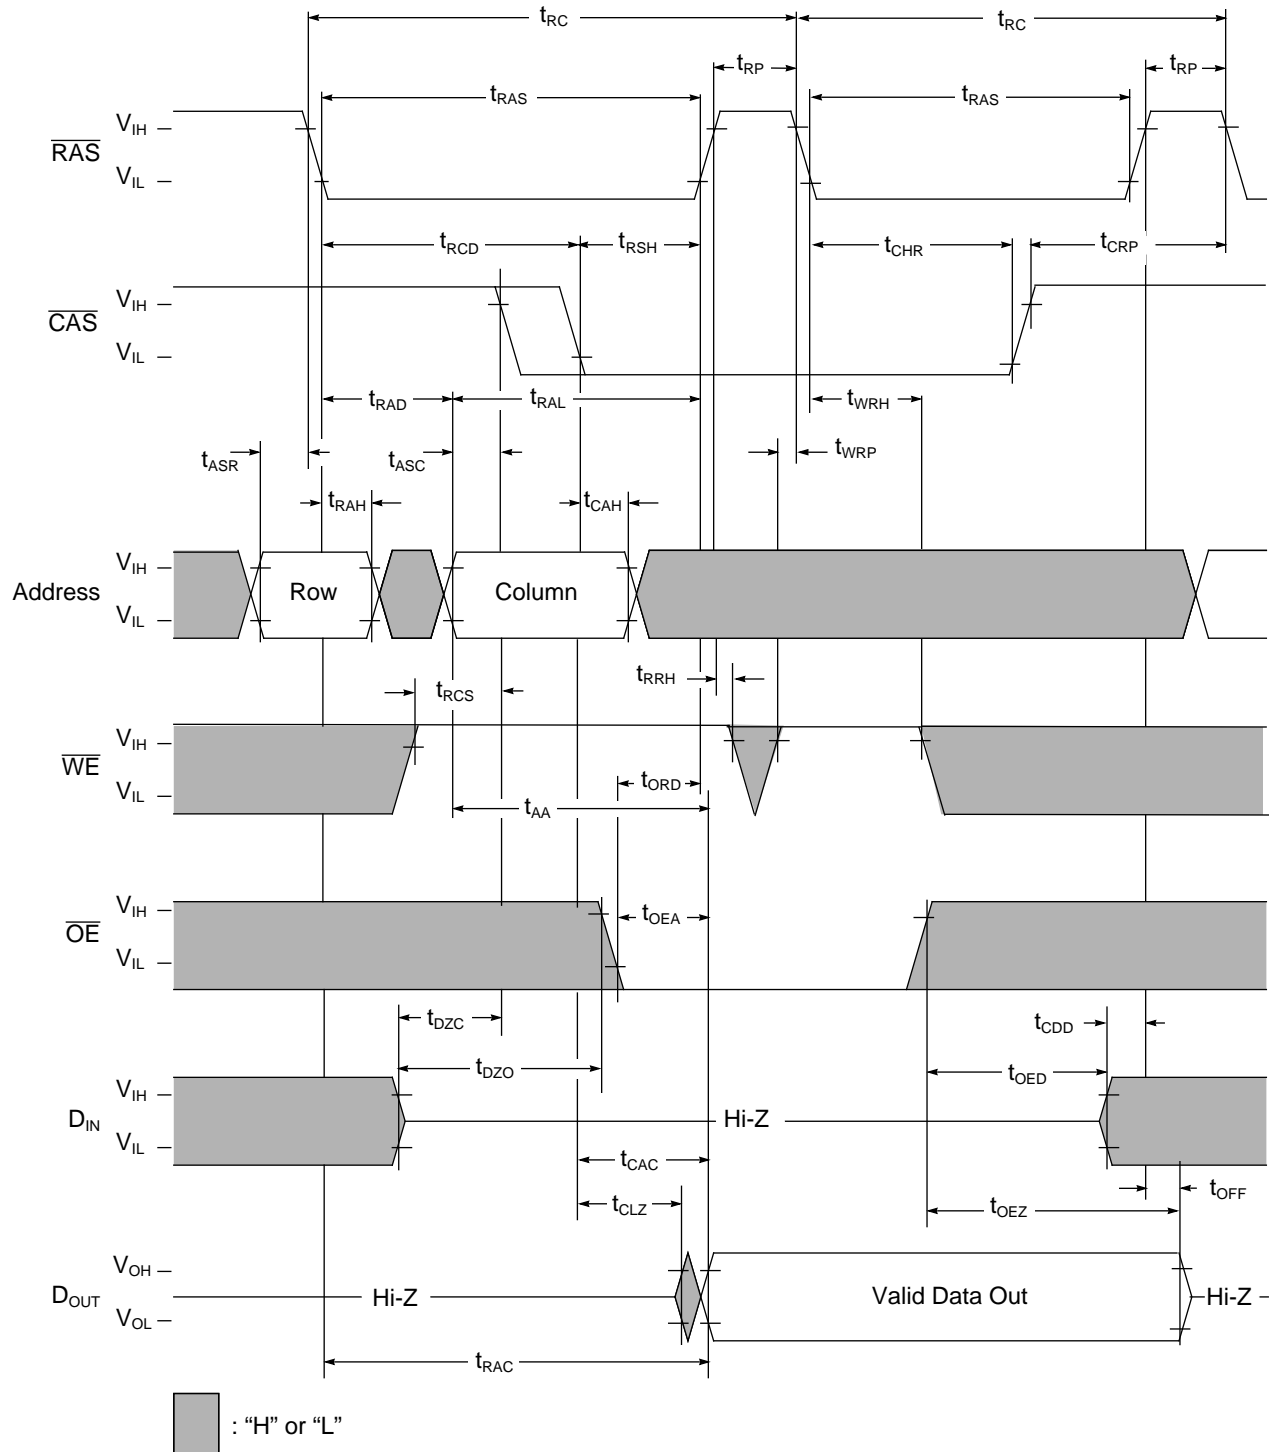 tRC tRC
tRP tRP
tRAS tRAS
RAS VIH
VIL
tRCD tRSH tCHR tCRP
CAS VIH
VIL
tRAD tRAL tWRH
tASR tASC tWRP
tRAH tCAH
Address VIH
Row Column
VIL
tRCS tRRH
WE VIH
VIL
tORD
tAA
OE VIH
tOEA
VIL
tDZC tCDD
tDZO tOED
DIN VIH
Hi-Z
VIL
tCAC
tCLZ tOEZ tOFF
DOUT VOH
Hi-Z Valid Data Out Hi-Z
VOL
tRAC
: “H” or “L”